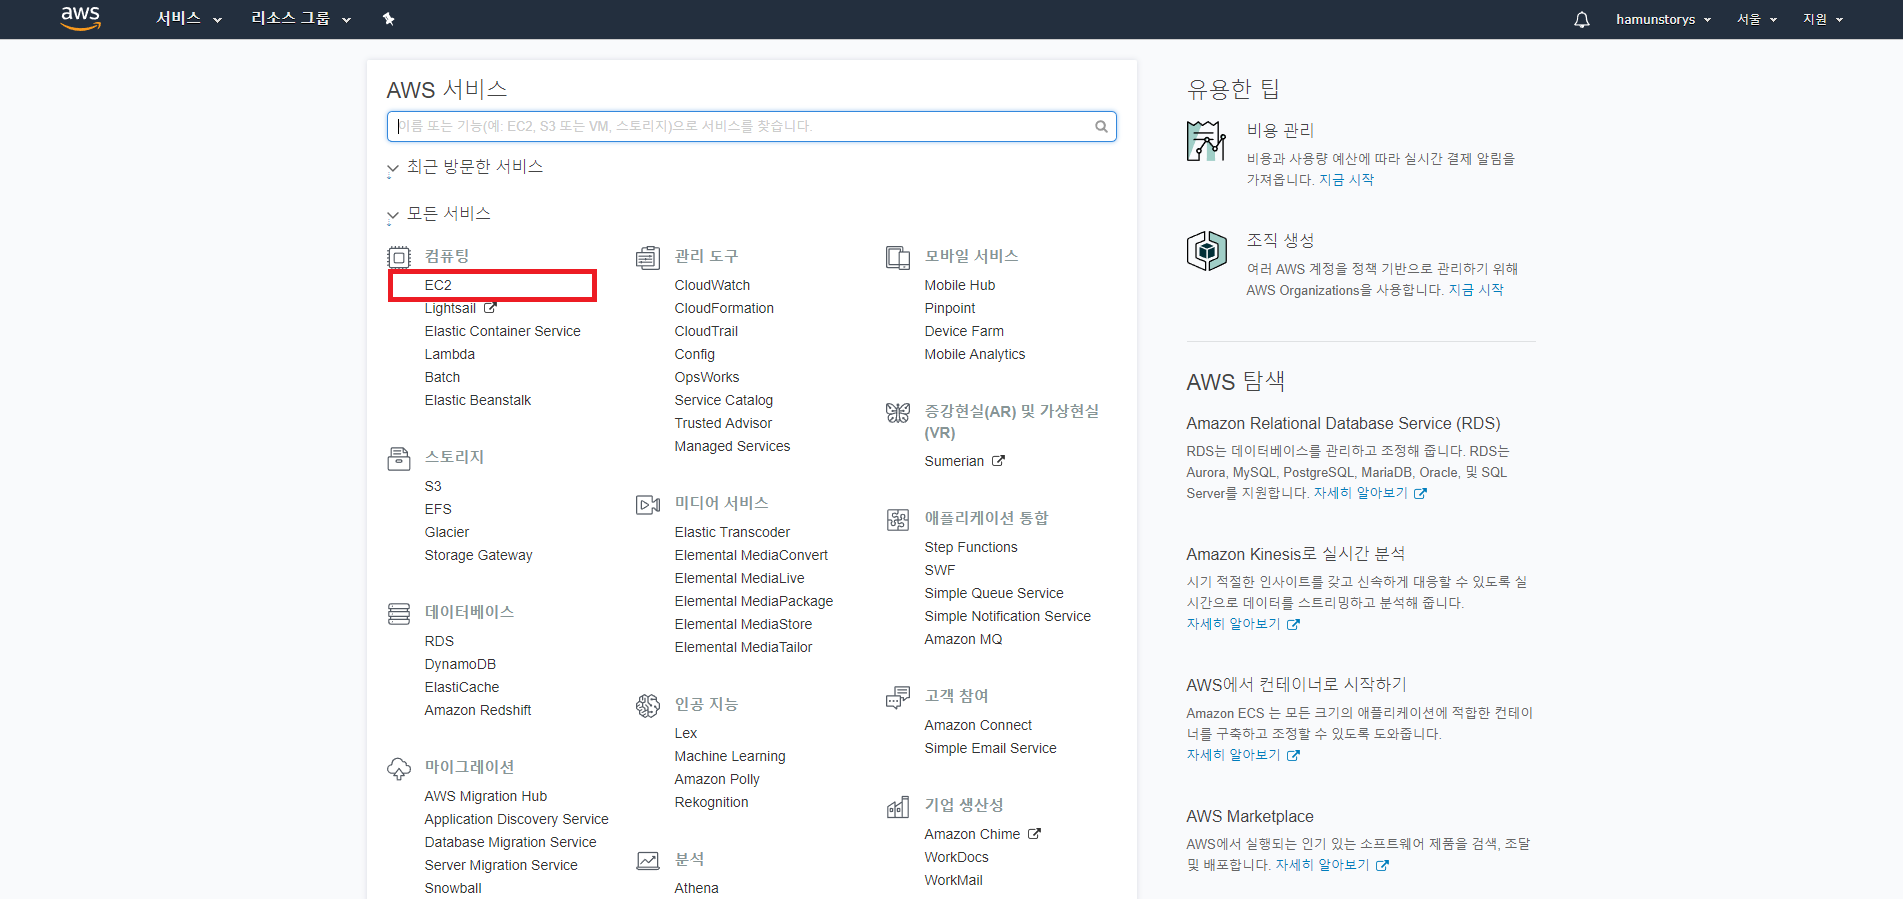 aws
서비스
리소스 그룹
hamunstorys
서울
지원
AWS 서비스
이름 또는 기능(예: EC2, S3 또는 VM, 스토리지)으로 서비스를 찾습니다.
최근 방문한 서비스
모든 서비스
컴퓨팅
EC2
Lightsail
Elastic Container Service
Lambda
Batch
Elastic Beanstalk
스토리지
S3
EFS
Glacier
Storage Gateway
데이터베이스
RDS
DynamoDB
ElastiCache
Amazon Redshift
마이그레이션
AWS Migration Hub
Application Discovery Service
Database Migration Service
Server Migration Service
Snowball
관리 도구
CloudWatch
CloudFormation
CloudTrail
Config
OpsWorks
Service Catalog
Trusted Advisor
Managed Services
미디어 서비스
Elastic Transcoder
Elemental MediaConvert
Elemental MediaLive
Elemental MediaPackage
Elemental MediaStore
Elemental MediaTailor
인공 지능
Lex
Machine Learning
Amazon Polly
Rekognition
분석
Athena
모바일 서비스
Mobile Hub
Pinpoint
Device Farm
Mobile Analytics
증강현실(AR) 및 가상현실
(VR)
Sumerian
애플리케이션 통합
Step Functions
SWF
Simple Queue Service
Simple Notification Service
Amazon MQ
고객 참여
Amazon Connect
Simple Email Service
기업 생산성
Amazon Chime
WorkDocs
WorkMail
유용한 팁
비용 관리
비용과 사용량 예산에 따라 실시간 결제 알림을
가져옵니다. 지금 시작
조직 생성
여러 AWS 계정을 정책 기반으로 관리하기 위해
AWS Organizations을 사용합니다. 지금 시작
AWS 탐색
Amazon Relational Database Service (RDS)
RDS는 데이터베이스를 관리하고 조정해 줍니다. RDS는
Aurora, MySQL, PostgreSQL, MariaDB, Oracle, 및 SQL
Server를 지원합니다. 자세히 알아보기
Amazon Kinesis로 실시간 분석
시기 적절한 인사이트를 갖고 신속하게 대응할 수 있도록 실
시간으로 데이터를 스트리밍하고 분석해 줍니다.
자세히 알아보기
AWS에서 컨테이너로 시작하기
Amazon ECS 는 모든 크기의 애플리케이션에 적합한 컨테이
너를 구축하고 조정할 수 있도록 도와줍니다.
자세히 알아보기
AWS Marketplace
AWS에서 실행되는 인기 있는 소프트웨어 제품을 검색, 조달
및 배포합니다. 자세히 알아보기